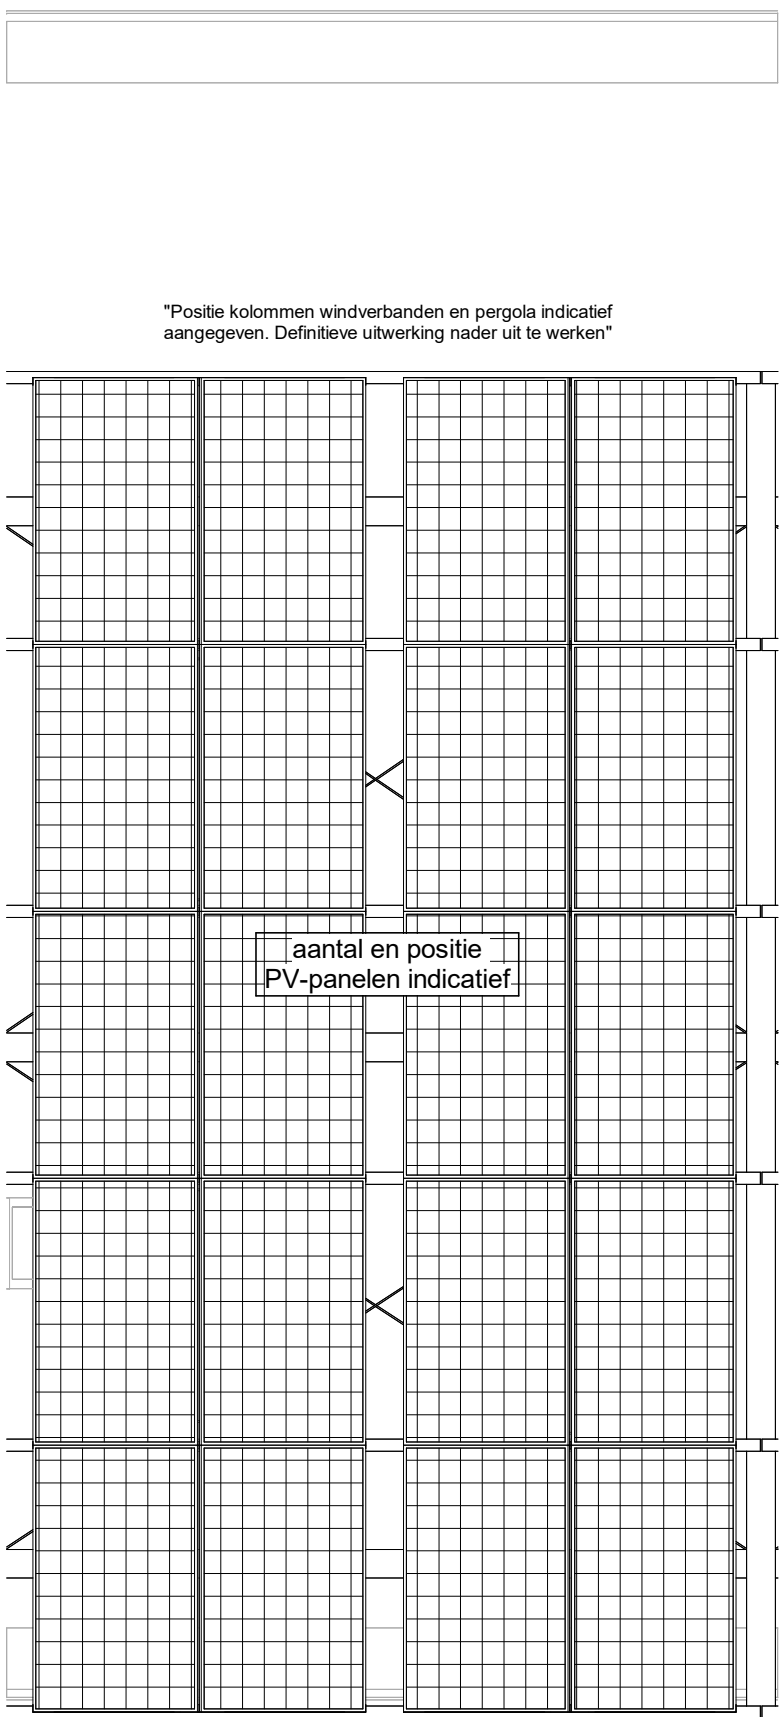 "Positie kolommen windverbanden en pergola indicatief
aangegeven. Definitieve uitwerking nader uit te werken"
aantal en positie
PV-panelen indicatief